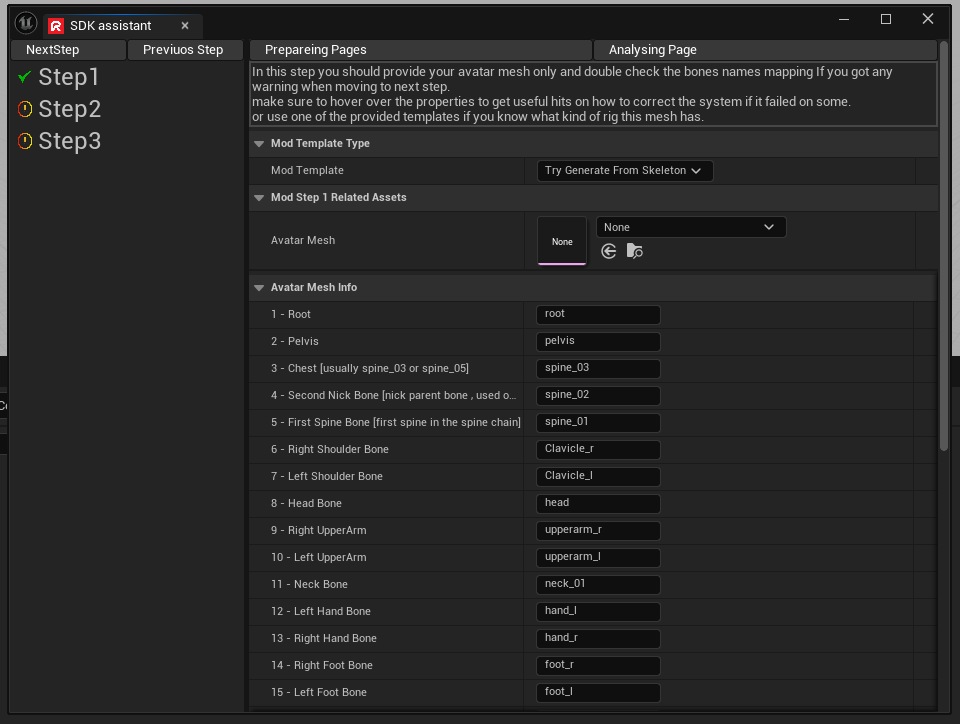 SDK assistant
NextStep
Previuos Step
Prepareing Pages
Analysing Page
Step1
Step2
Step3
In this step you should provide your avatar mesh only and double check the bones names mapping If you got any
warning when moving to next step.
make sure to hover over the properties to get useful hits on how to correct the system if it failed on some.
or use one of the provided templates if you know what kind of rig this mesh has.
Mod Template Type
Mod Template Try Generate From Skeleton
Mod Step 1 Related Assets
Avatar Mesh None None
Avatar Mesh Info
1 - Root root
2 - Pelvis pelvis
3 - Chest [usually spine_03 or spine_05] spine_03
4 - Second Nick Bone [nick parent bone , used o... spine_02
5 - First Spine Bone [first spine in the spine chain] spine_01
6 - Right Shoulder Bone Clavicle_r
7 - Left Shoulder Bone Clavicle_l
8 - Head Bone head
9 - Right UpperArm upperarm_r
10 - Left UpperArm upperarm_l
11 - Neck Bone neck_01
12 - Left Hand Bone hand_l
13 - Right Hand Bone hand_r
14 - Right Foot Bone foot_r
15 - Left Foot Bone foot_l